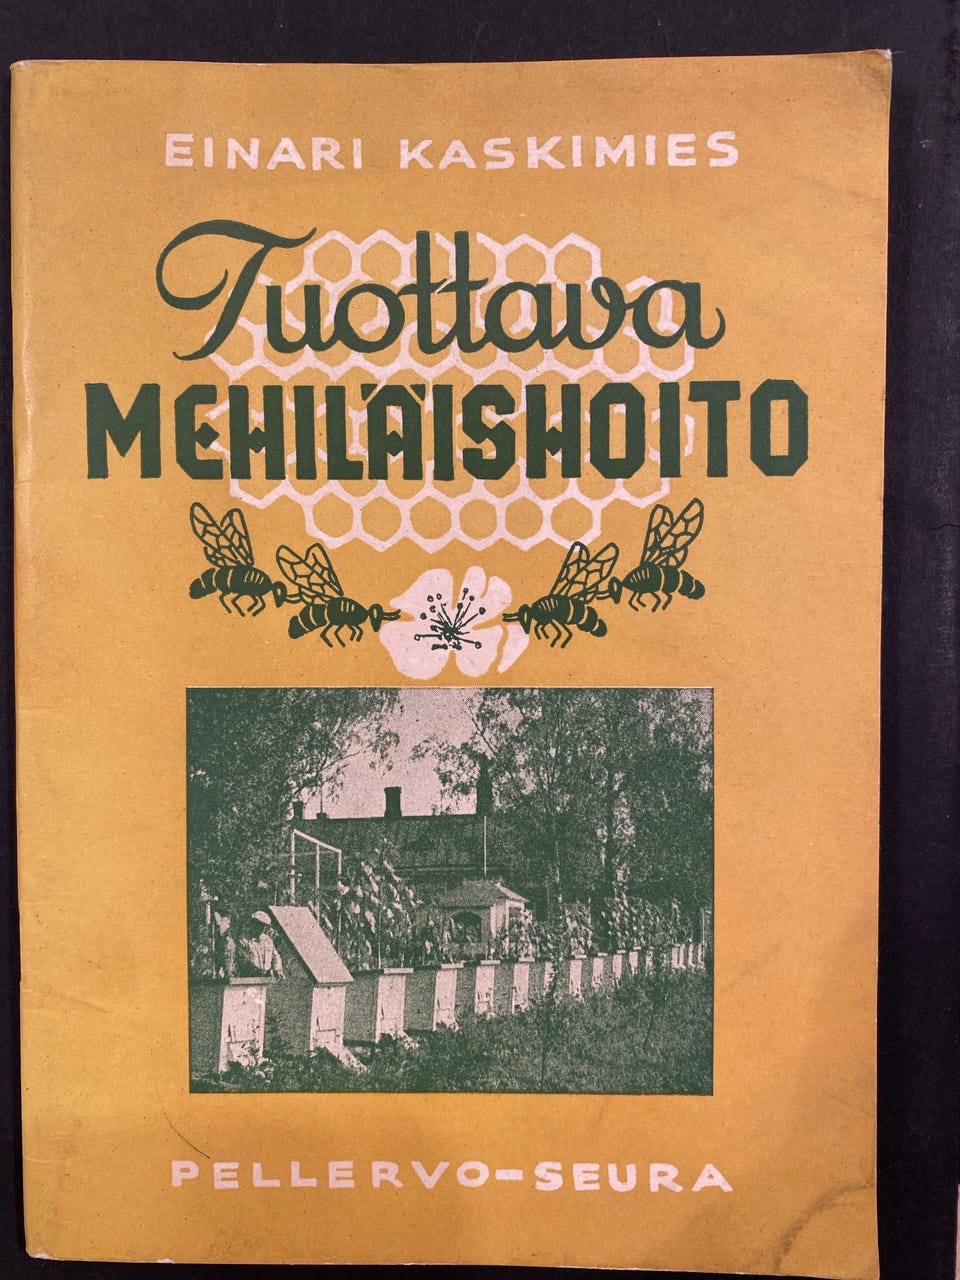 EINARI KASKIMIES
Tuottava
MEHILÄISHOITO
PELLERVO-SEURA